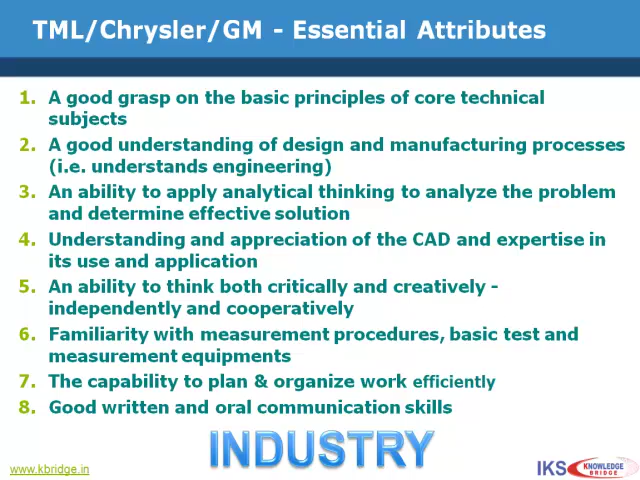 TML/Chrysler/GM - Essential Attributes
1. A good grasp on the basic principles of core technical
subjects
2. A good understanding of design and manufacturing processes
(i.e. understands engineering)
3. An ability to apply analytical thinking to analyze the problem
and determine effective solution
4. Understanding and appreciation of the CAD and expertise in
its use and application
5. An ability to think both critically and creatively -
independently and cooperatively
6. Familiarity with measurement procedures, basic test and
measurement equipments
7. The capability to plan & organize work efficiently
8. Good written and oral communication skills
INDUSTRY
www.kbridge.in
IKS KNOWLEDGE
BRIDGE